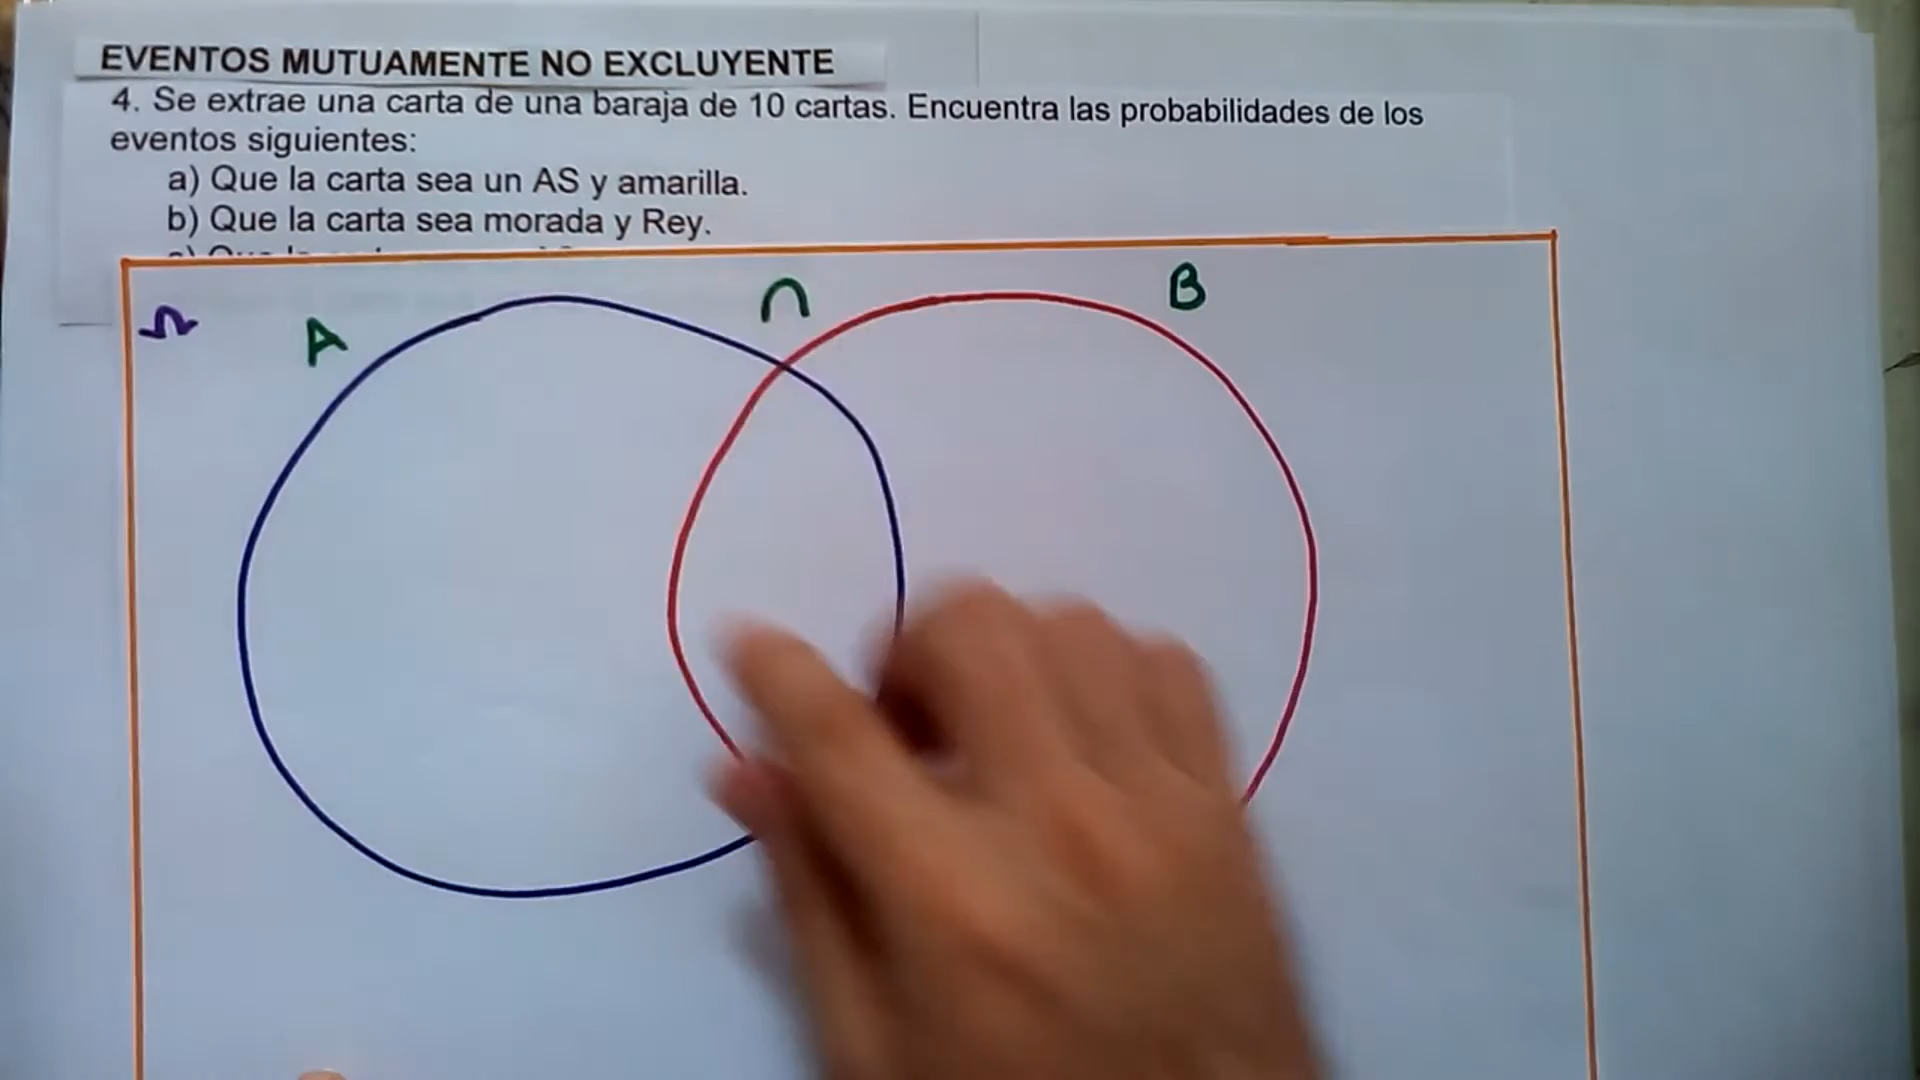 EVENTOS MUTUAMENTE NO EXCLUYENTE
4. Se extrae una carta de una baraja de 10 cartas. Encuentra las probabilidades de los
eventos siguientes:
a) Que la carta sea un AS y amarilla.
b) Que la carta sea morada y Rey.
Ω A ∩ B